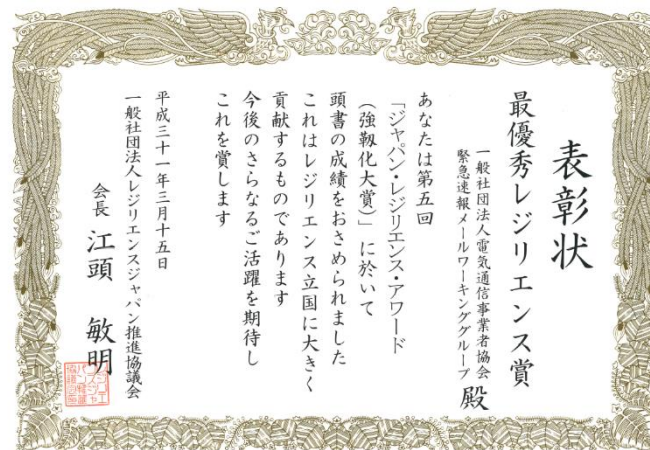 表彰状
最優秀レジリエンス賞
一般社団法人電気通信事業者協会
緊急速報メールワーキンググループ 殿
あなたは第五回
「ジャパン・レジリエンス・アワード
(強靱化大賞)」に於いて
頭書の成績をおさめられました
これはレジリエンス立国に大きく
貢献するものであります
今後のさらなるご活躍を期待し
これを賞します
平成三十一年三月十五日
一般社団法人レジリエンスジャパン推進協議会
会長 江頭 敏明